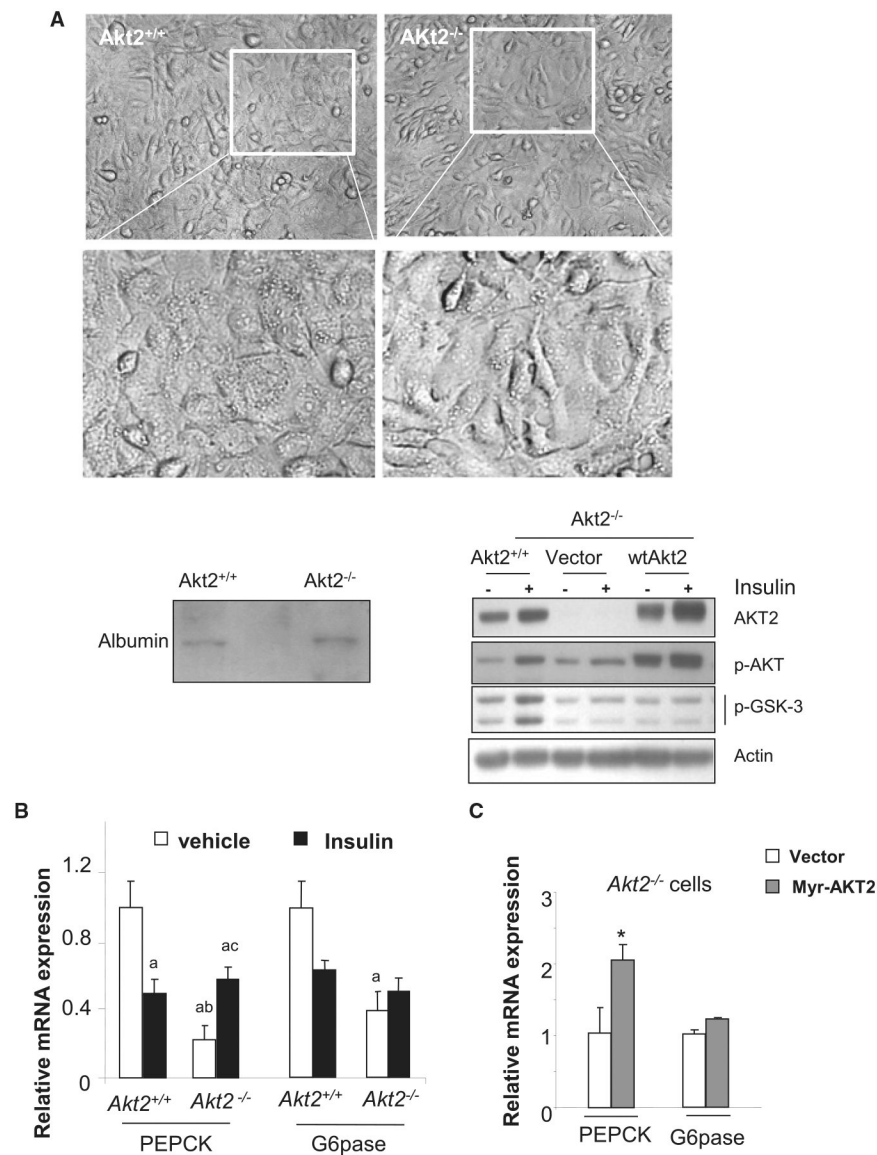 A
Akt2+/+
AKt2-/-
Akt2-/-
Akt2+/+ Vector wtAkt2
- + - + - + Insulin
AKT2
p-AKT
p-GSK-3
Actin
Akt2+/+ Akt2-/-
Albumin
B
vehicle Insulin
Relative mRNA expression
1.2
0.8
0.4
0
a
ab
ac
a
Akt2+/+ Akt2-/- Akt2+/+ Akt2-/-
PEPCK G6pase
C
Vector
Myr-AKT2
Akt2-/- cells
Relative mRNA expression
3
2
1
0
*
PEPCK G6pase